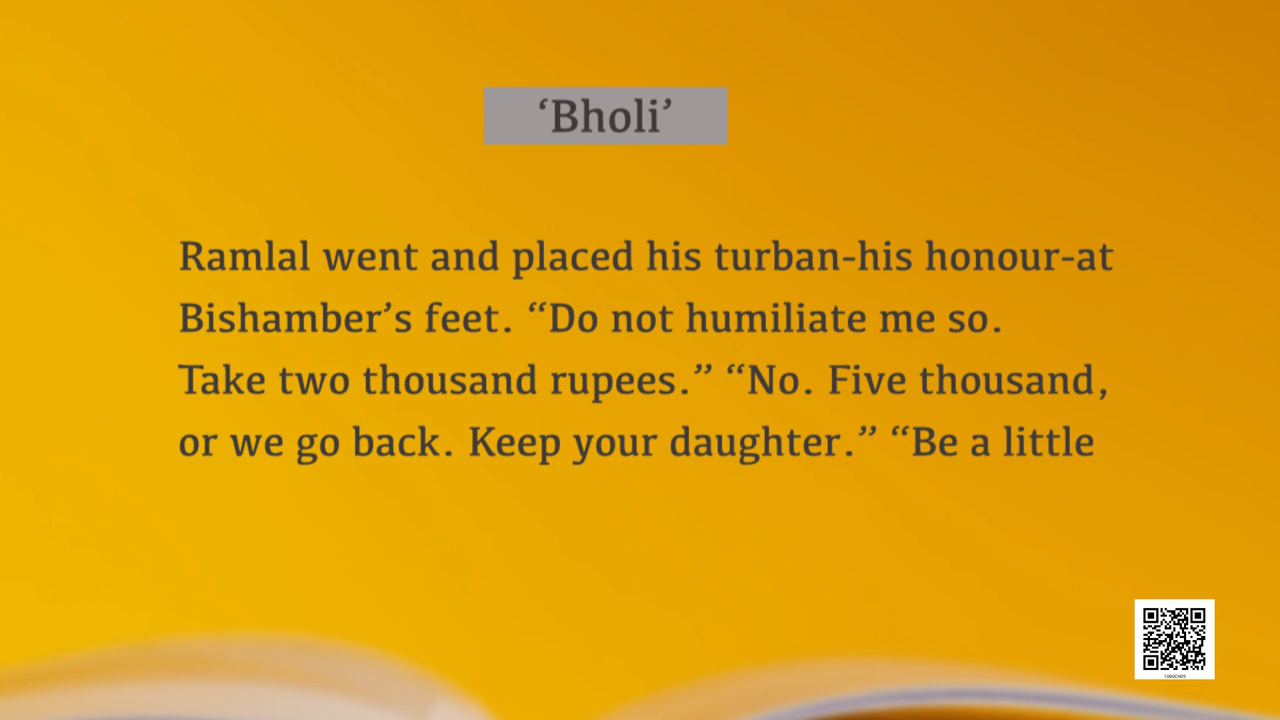 ‘Bholi’
Ramlal went and placed his turban-his honour-at
Bishamber’s feet. “Do not humiliate me so.
Take two thousand rupees.” “No. Five thousand,
or we go back. Keep your daughter.” “Be a little